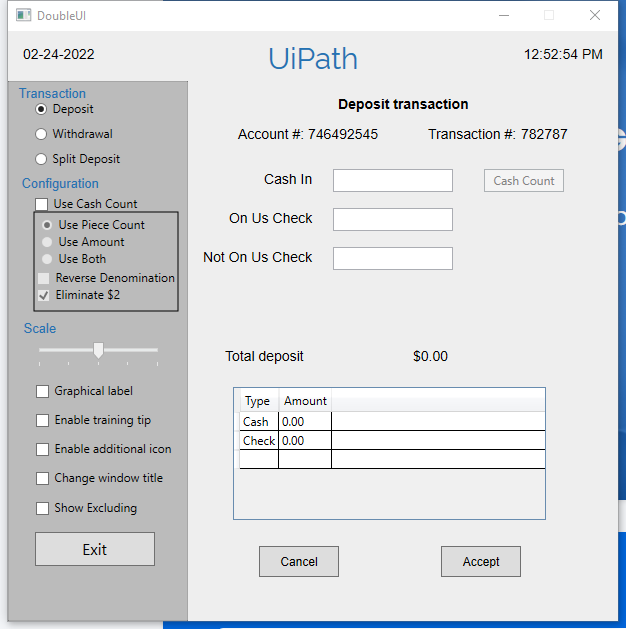 DoubleUI
02-24-2022
UiPath
12:52:54 PM
Transaction
Deposit
Withdrawal
Split Deposit
Configuration
Use Cash Count
Use Piece Count
Use Amount
Use Both
Reverse Denomination
Eliminate $2
Scale
Graphical label
Enable training tip
Enable additional icon
Change window title
Show Excluding
Exit
Deposit transaction
Account #: 746492545 Transaction #: 782787
Cash In
Cash Count
On Us Check
Not On Us Check
Total deposit $0.00
Type Amount
Cash 0.00
Check 0.00
Cancel Accept